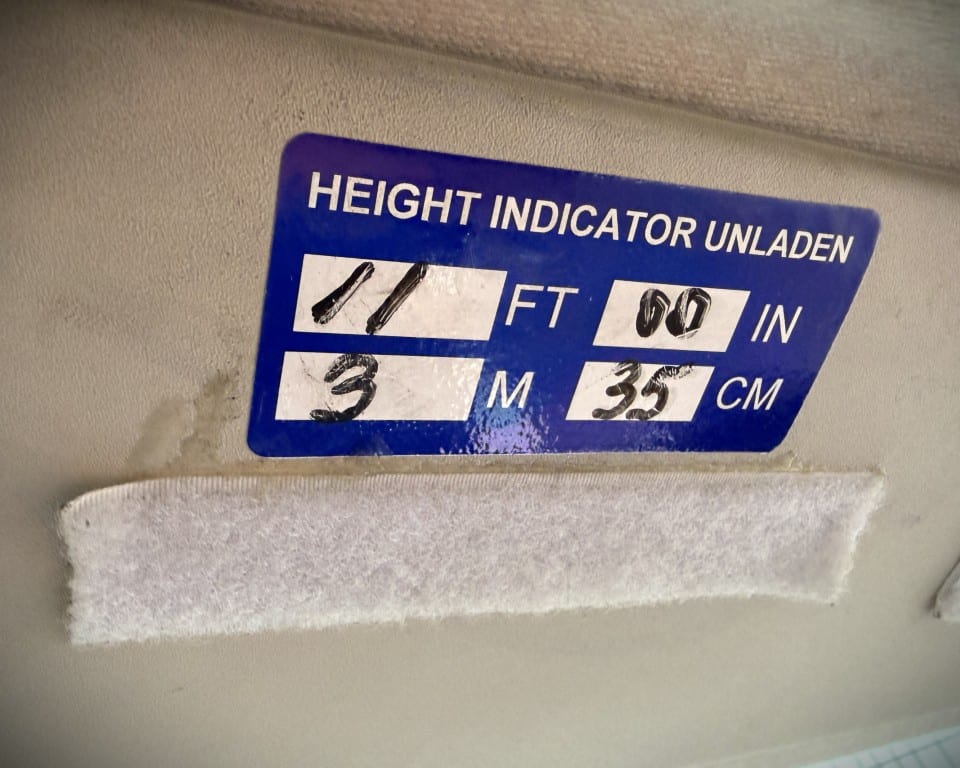 HEIGHT INDICATOR UNLADEN
11 FT 00 IN
3 M 35 CM